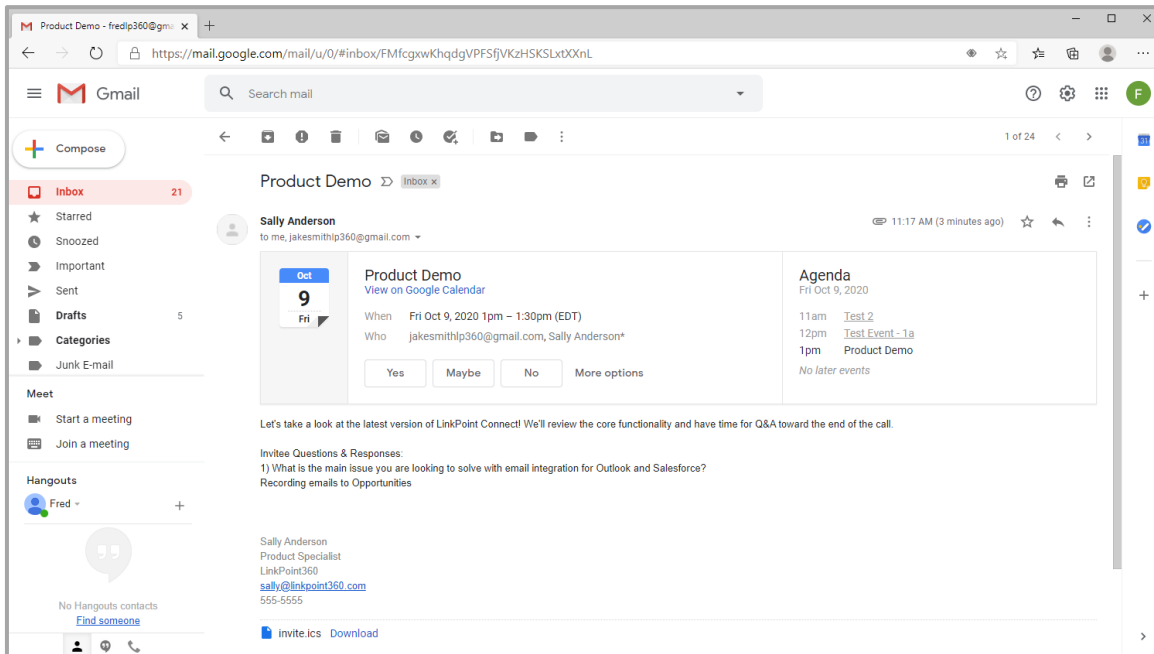 Product Demo - fredlp360@gma
https://mail.google.com/mail/u/0/#inbox/FMfcgxwKhqdgVPFSfjVKzHSKSLxtXXnL
Gmail
Search mail
F
Compose
1 of 24
31
Inbox 21
Starred
Snoozed
Important
Sent
Drafts 5
Categories
Junk E-mail
Meet
Start a meeting
Join a meeting
Hangouts
Fred
No Hangouts contacts
Find someone
Product Demo Inbox x
Sally Anderson
11:17 AM (3 minutes ago)
to me, jakesmithlp360@gmail.com
Oct
9
Fri
Product Demo
View on Google Calendar
When Fri Oct 9, 2020 1pm – 1:30pm (EDT)
Who jakesmithlp360@gmail.com, Sally Anderson*
Yes Maybe No More options
Agenda
Fri Oct 9, 2020
11am Test 2
12pm Test Event - 1a
1pm Product Demo
No later events
Let's take a look at the latest version of LinkPoint Connect! We'll review the core functionality and have time for Q&A toward the end of the call.
Invitee Questions & Responses:
1) What is the main issue you are looking to solve with email integration for Outlook and Salesforce?
Recording emails to Opportunities
Sally Anderson
Product Specialist
LinkPoint360
sally@linkpoint360.com
555-5555
invite.ics Download